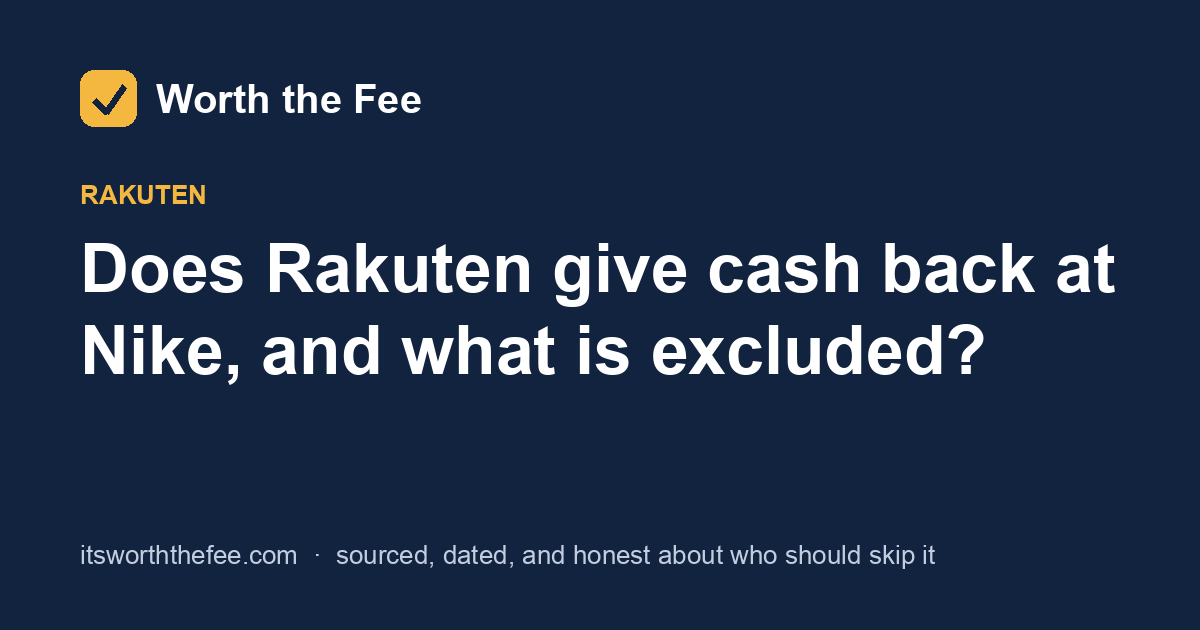 Worth the Fee
RAKUTEN
Does Rakuten give cash back at
Nike, and what is excluded?
itsworththefee.com · sourced, dated, and honest about who should skip it